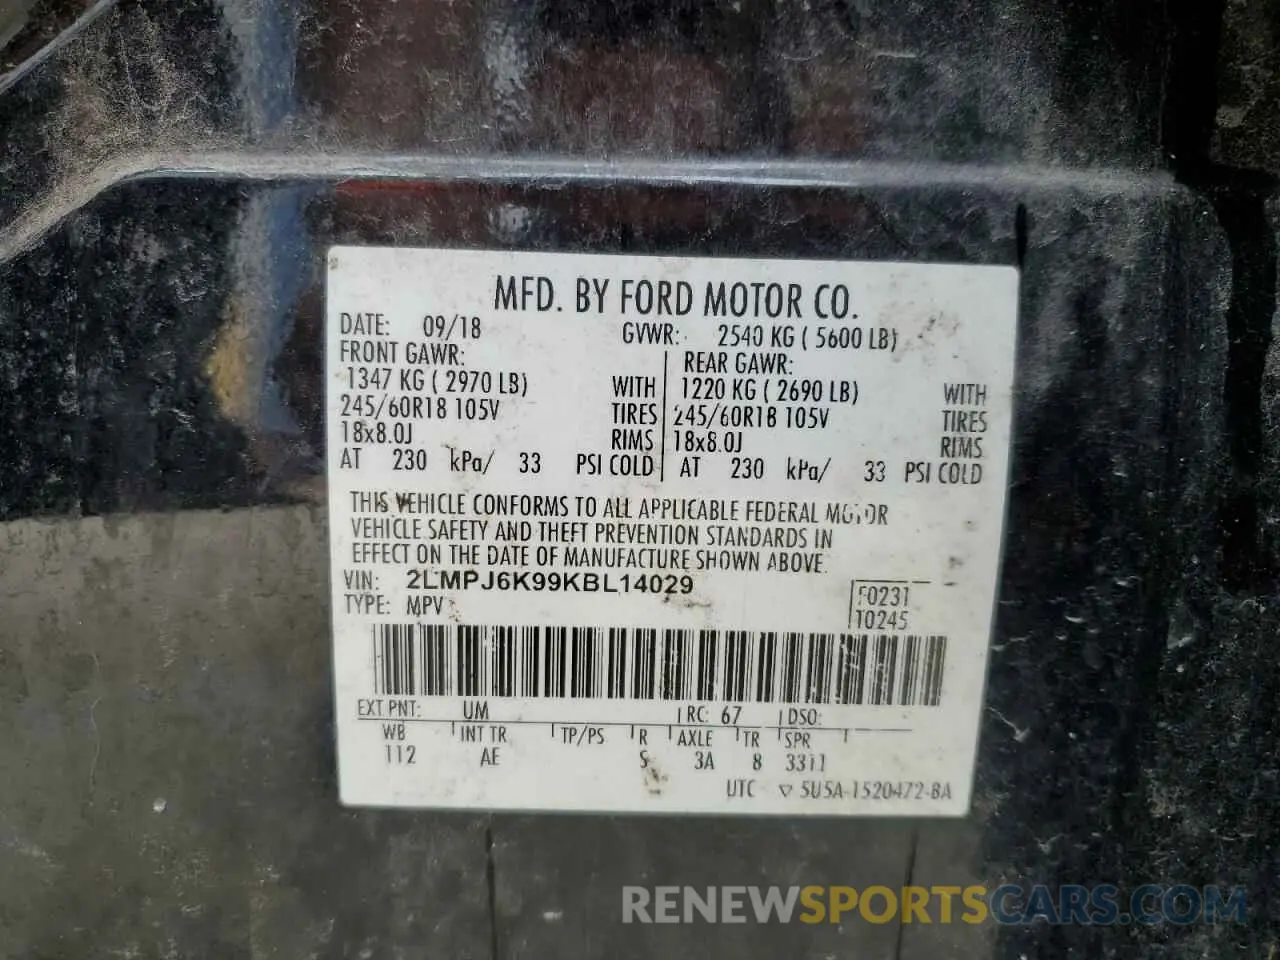 MFD. BY FORD MOTOR CO.
DATE: 09/18 GVWR: 2540 KG ( 5600 LB)
FRONT GAWR: REAR GAWR:
1347 KG ( 2970 LB) WITH 1220 KG ( 2690 LB) WITH
245/60R18 105V TIRES 245/60R18 105V TIRES
18x8.0J RIMS 18x8.0J RIMS
AT 230 kPa/ 33 PSI COLD AT 230 kPa/ 33 PSI COLD
THIS VEHICLE CONFORMS TO ALL APPLICABLE FEDERAL MOTOR
VEHICLE SAFETY AND THEFT PREVENTION STANDARDS IN
EFFECT ON THE DATE OF MANUFACTURE SHOWN ABOVE.
VIN: 2LMPJ6K99KBL14029
F0231
TYPE: MPV T0245
EXT PNT: UM RC: 67 DSO:
WB INT TR TP/PS R AXLE TR SPR
112 AE S 3A 8 3311
UTC ▽ 5U5A-1520472-BA
RENEWSPORTSCARS.COM